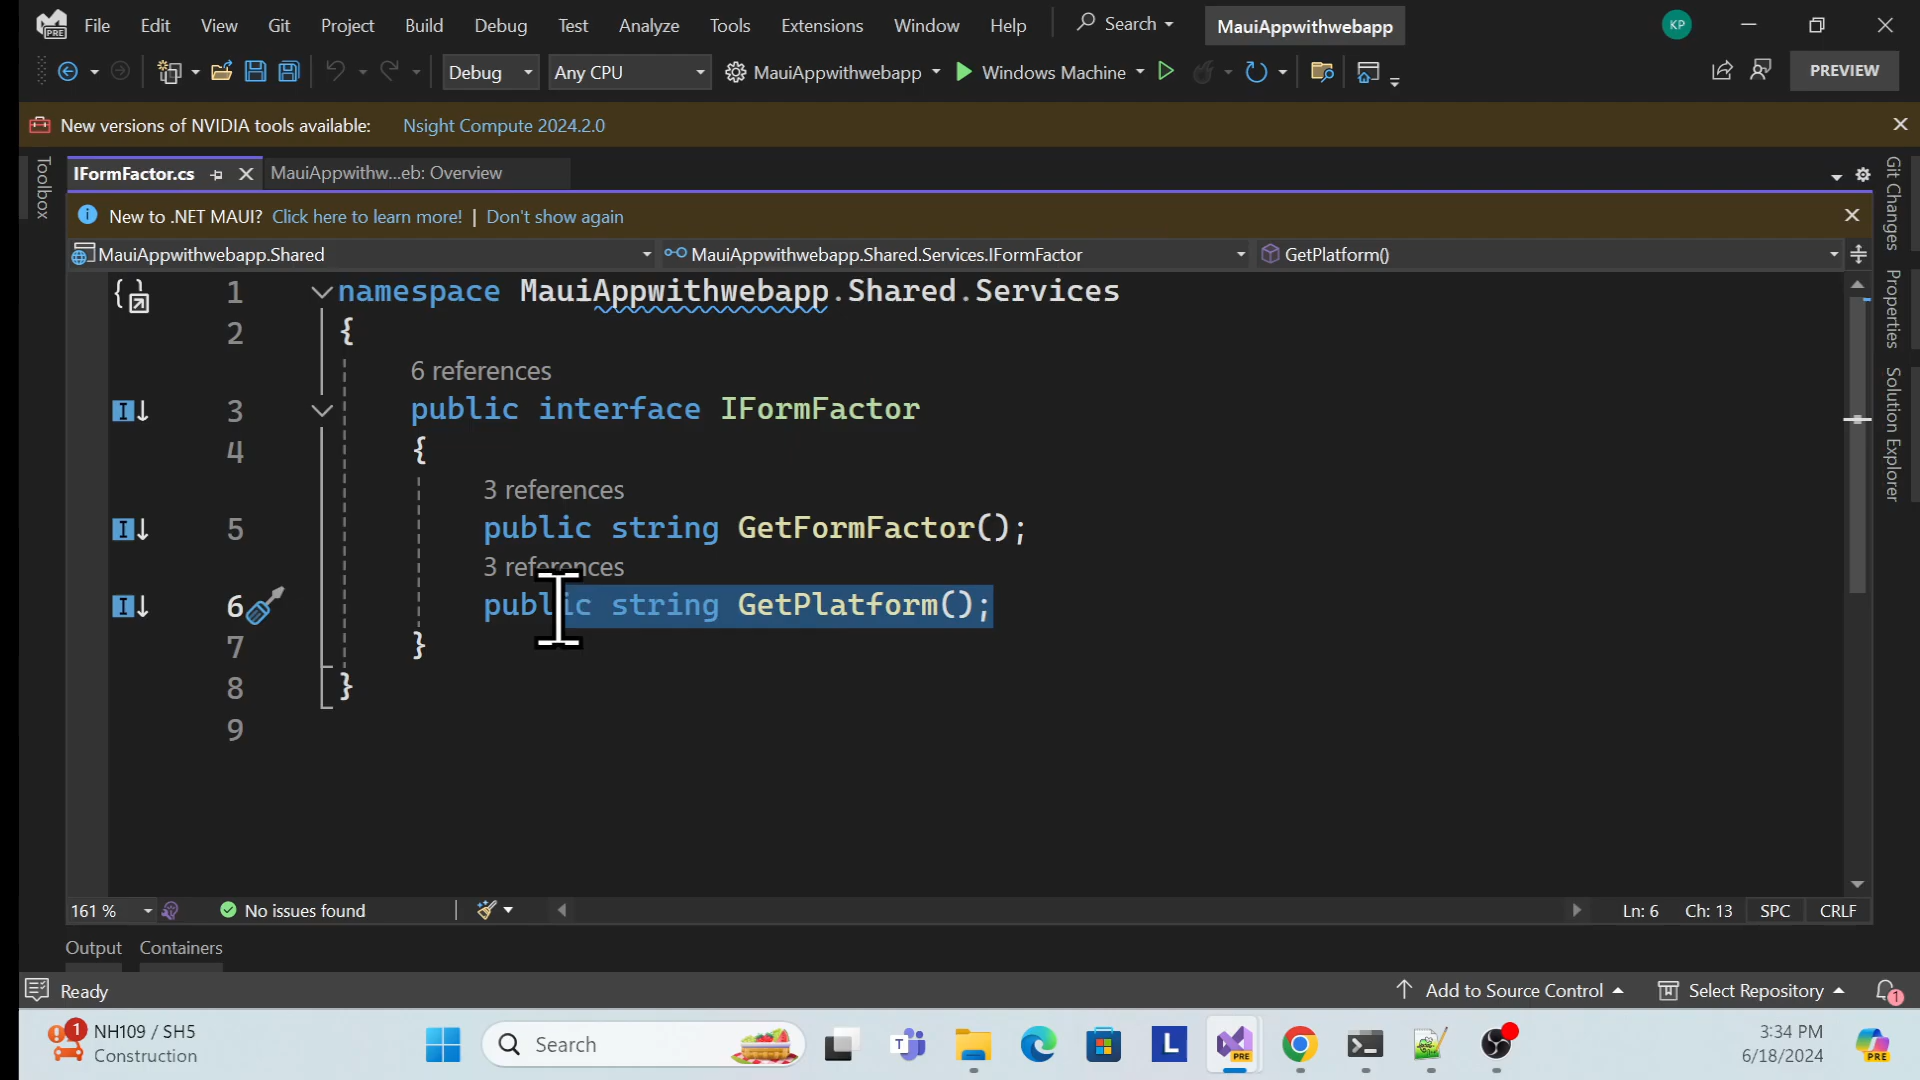 File Edit View Git Project Build Debug Test Analyze Tools Extensions Window Help Search MauiAppwithwebapp KP
Debug Any CPU MauiAppwithwebapp Windows Machine PREVIEW
New versions of NVIDIA tools available: Nsight Compute 2024.2.0
Toolbox
IFormFactor.cs MauiAppwithw...eb: Overview
New to .NET MAUI? Click here to learn more! | Don't show again
MauiAppwithwebapp.Shared MauiAppwithwebapp.Shared.Services.IFormFactor GetPlatform()
1 namespace MauiAppwithwebapp.Shared.Services
2 {
6 references
3 public interface IFormFactor
4 {
3 references
5 public string GetFormFactor();
3 references
6 public string GetPlatform();
7 }
8 }
9
Git Changes
Properties
Solution Explorer
161 % No issues found Ln: 6 Ch: 13 SPC CRLF
Output Containers
Ready Add to Source Control Select Repository 1
1 NH109 / SH5
Construction
Search
T
L
PRE
3:34 PM
6/18/2024
PRE